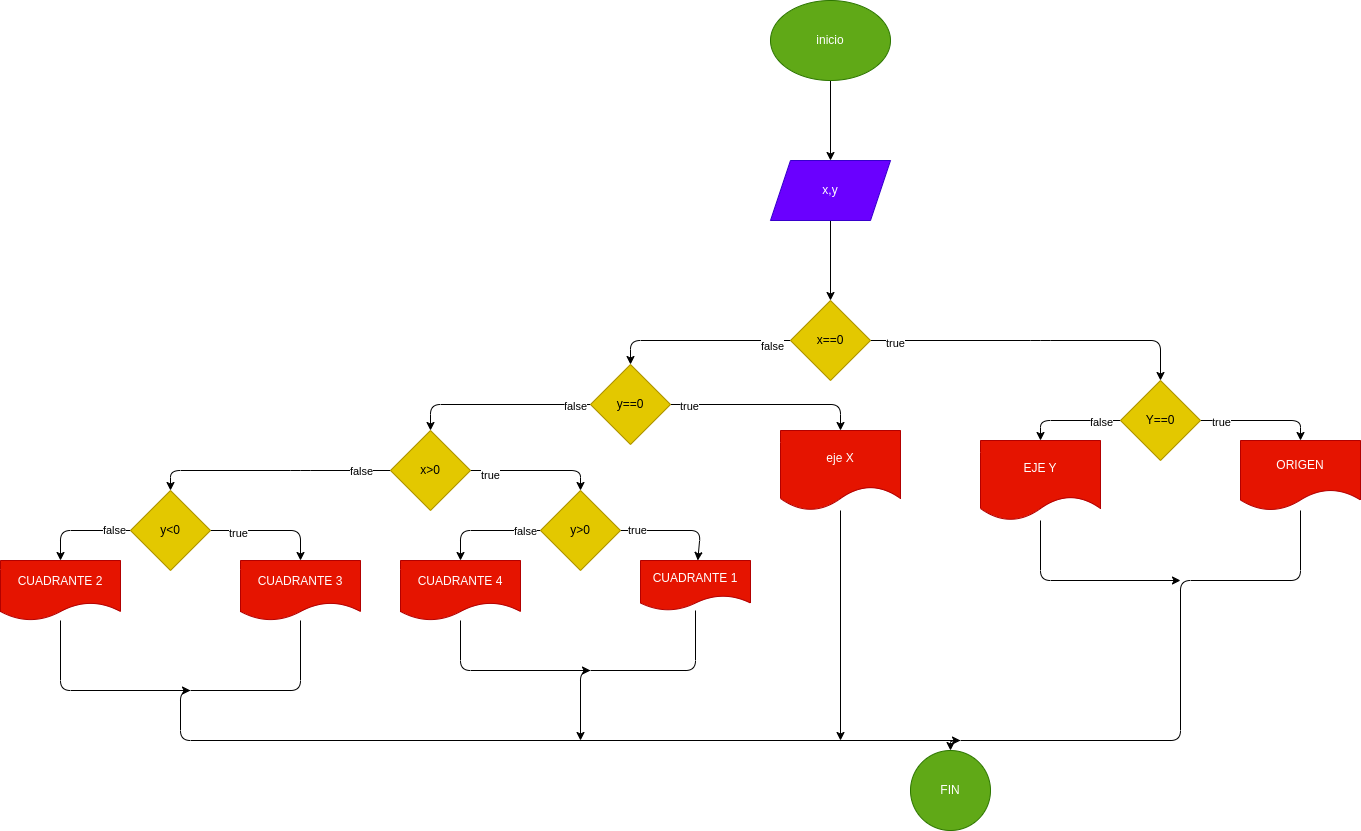 inicio
x,y
x==0
false
true
y==0
false
true
Y==0
false
true
x>0
false
true
eje X
EJE Y
ORIGEN
y<0
false
true
y>0
false
true
CUADRANTE 2
CUADRANTE 3
CUADRANTE 4
CUADRANTE 1
FIN